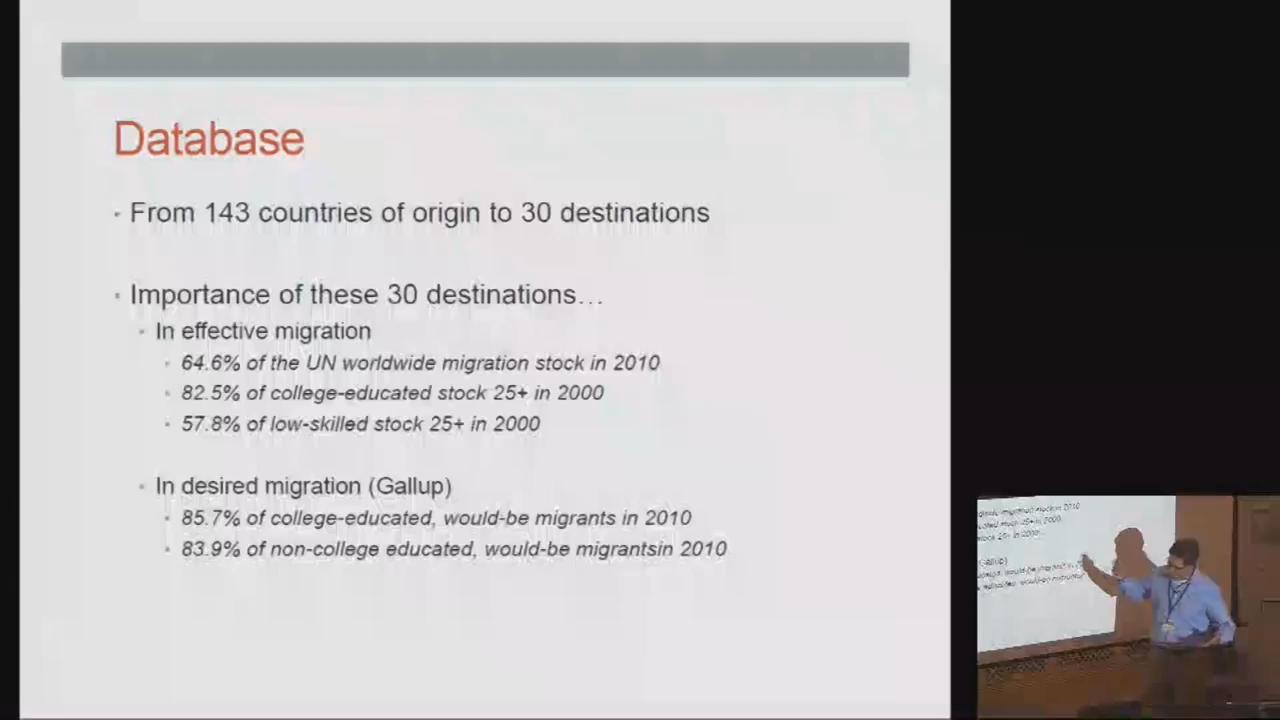 Database
From 143 countries of origin to 30 destinations
Importance of these 30 destinations…
In effective migration
64.6% of the UN worldwide migration stock in 2010
82.5% of college-educated stock 25+ in 2000
57.8% of low-skilled stock 25+ in 2000
In desired migration (Gallup)
85.7% of college-educated, would-be migrants in 2010
83.9% of non-college educated, would-be migrantsin 2010